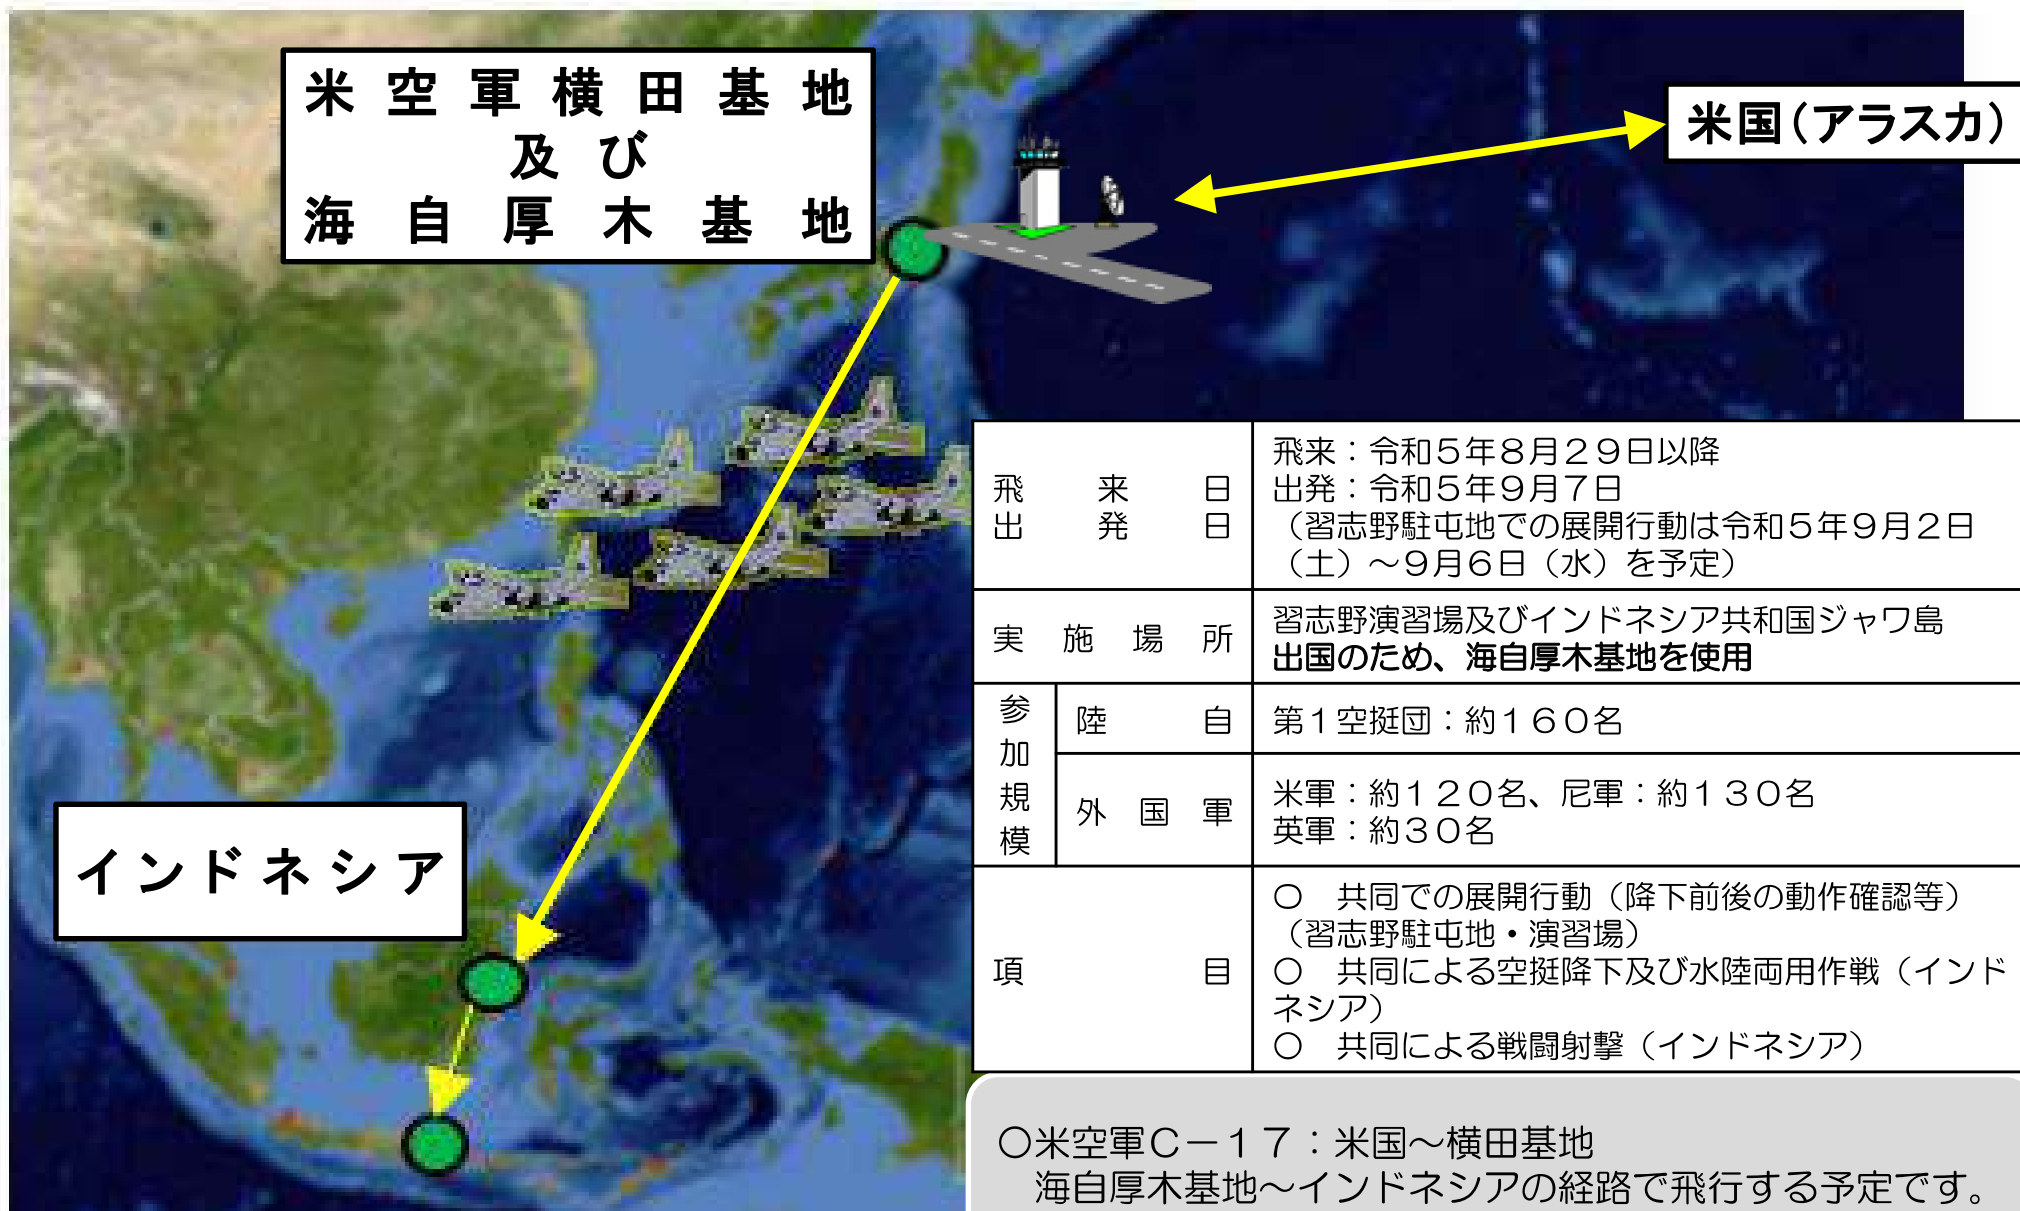 米空軍横田基地
及び
海自厚木基地
米国(アラスカ)
飛来日
出発日
飛来:令和5年8月29日以降
出発:令和5年9月7日
(習志野駐屯地での展開行動は令和5年9月2日
(土)~9月6日(水)を予定)
実施場所
習志野演習場及びインドネシア共和国ジャワ島
出国のため、海自厚木基地を使用
参加規模
陸自
第1空挺団:約160名
外国軍
米軍:約120名、尼軍:約130名
英軍:約30名
インドネシア
項目
○ 共同での展開行動(降下前後の動作確認等)
(習志野駐屯地・演習場)
○ 共同による空挺降下及び水陸両用作戦(インド
ネシア)
○ 共同による戦闘射撃(インドネシア)
○米空軍C-17:米国~横田基地
海自厚木基地~インドネシアの経路で飛行する予定です。